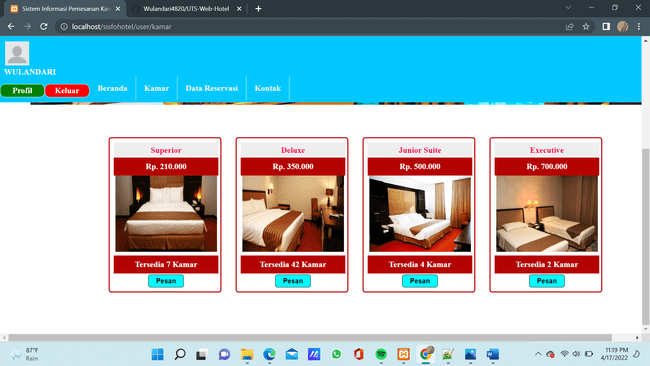 Sistem Informasi Pemesanan Kam
Wulandari4820/UTS-Web-Hotel
localhost/sisfohotel/user/kamar
WULANDARI
Profil Keluar Beranda Kamar Data Reservasi Kontak
Superior Deluxe Junior Suite Executive
Rp. 210.000 Rp. 350.000 Rp. 500.000 Rp. 700.000
Tersedia 7 Kamar Tersedia 42 Kamar Tersedia 4 Kamar Tersedia 2 Kamar
Pesan Pesan Pesan Pesan
87°F
Rain
11:19 PM
4/17/2022